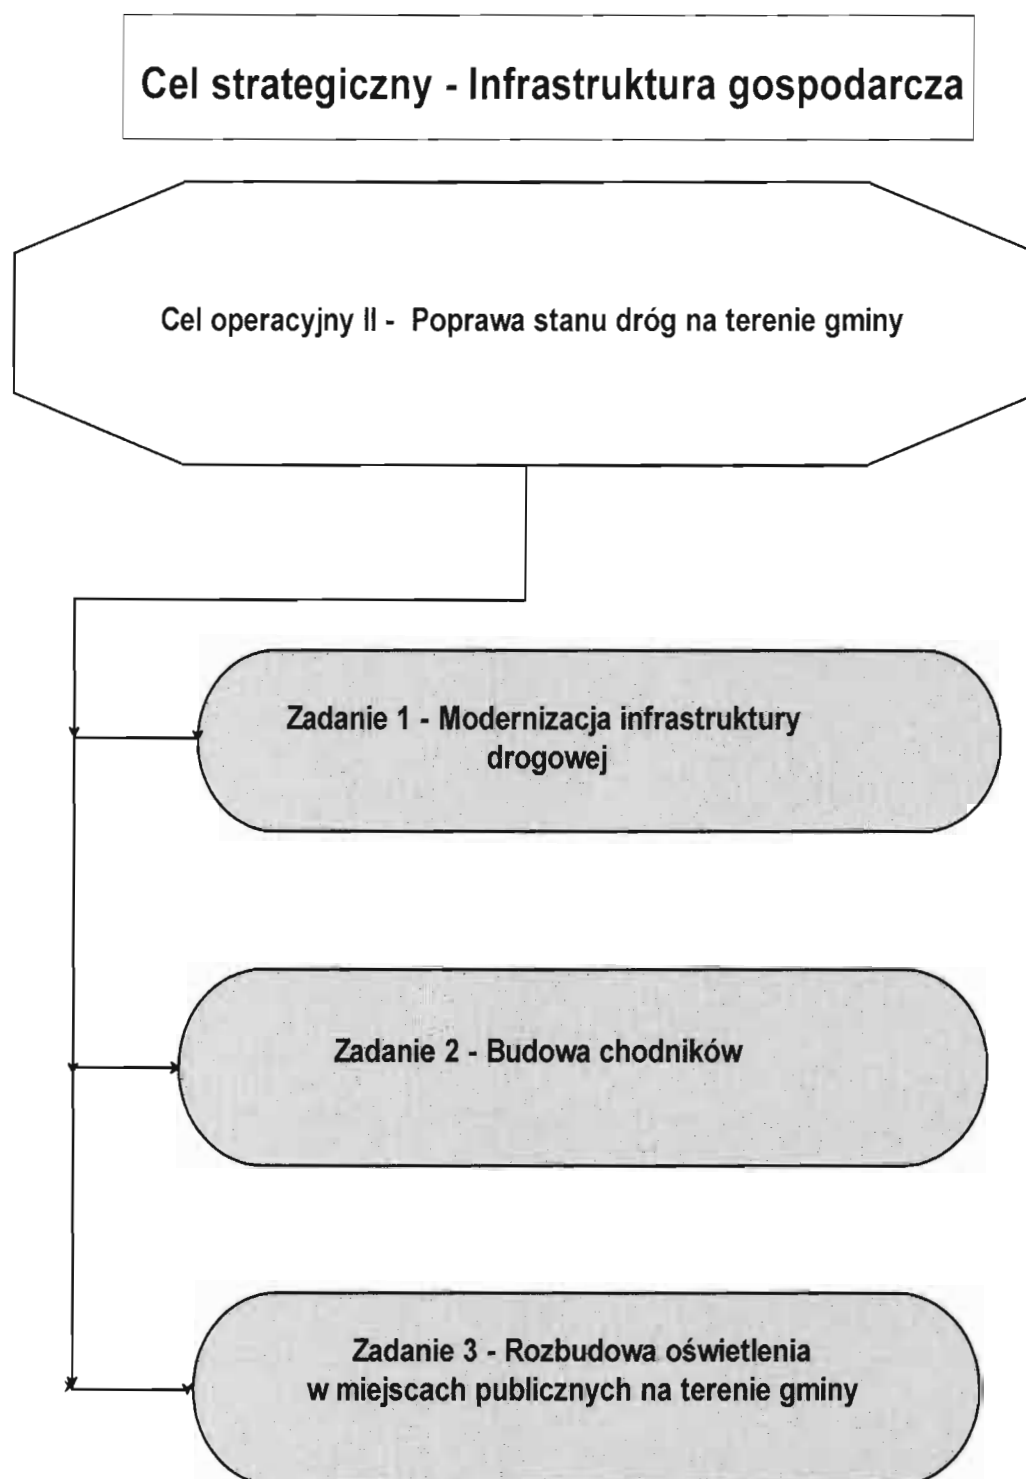 Cel strategiczny - Infrastruktura gospodarcza
Cel operacyjny II - Poprawa stanu dróg na terenie gminy
Zadanie 1 - Modernizacja infrastruktury
drogowej
Zadanie 2 - Budowa chodników
Zadanie 3 - Rozbudowa oświetlenia
w miejscach publicznych na terenie gminy